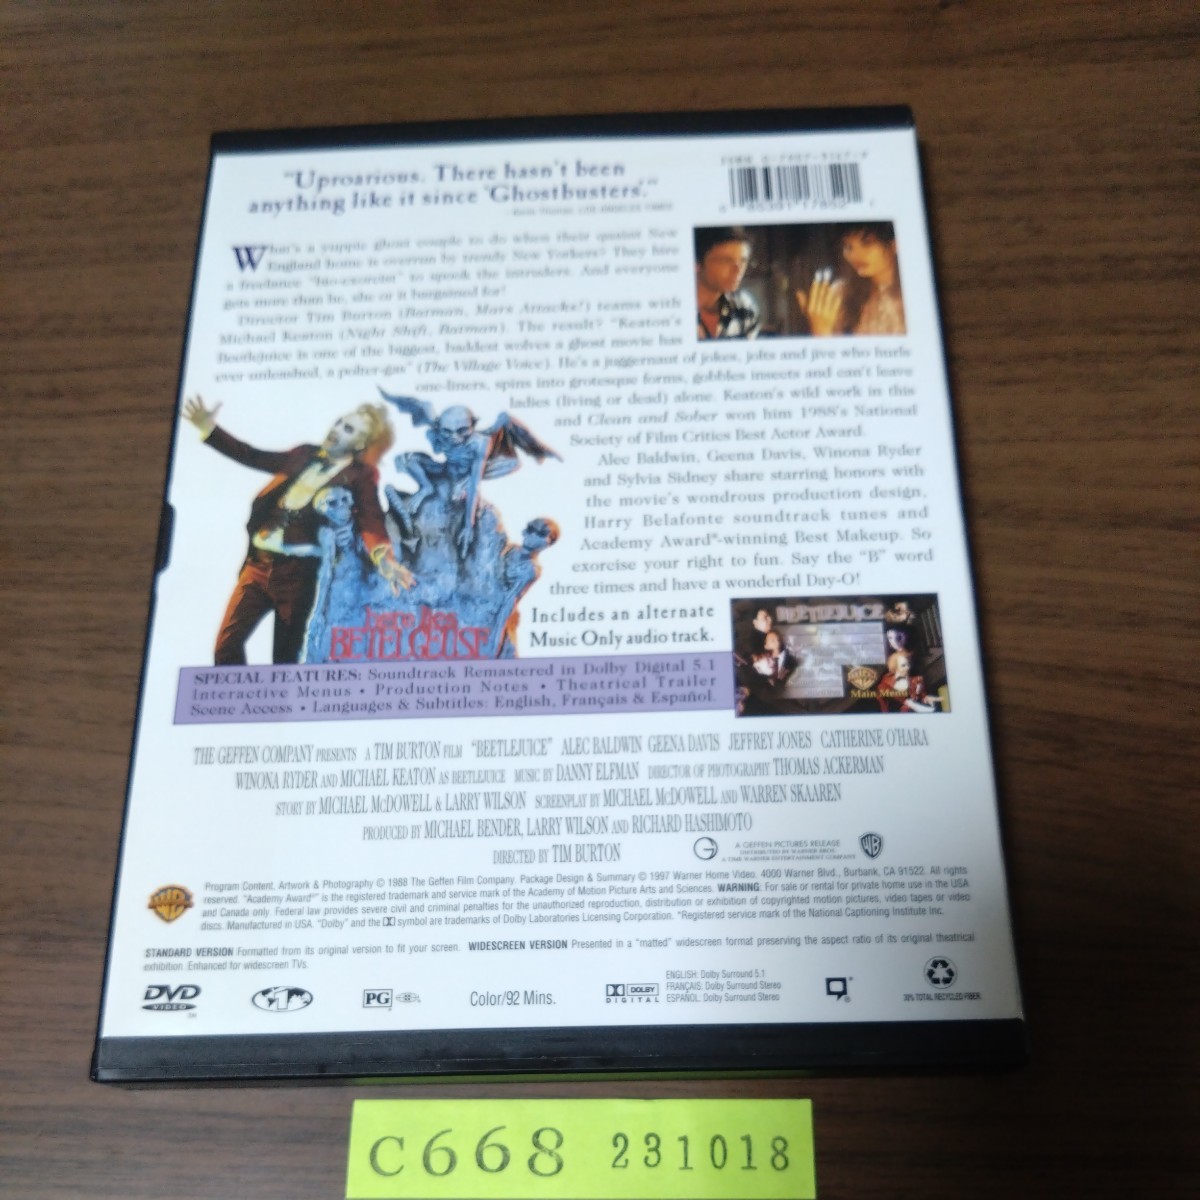 "Uproarious. There hasn't been
anything like it since 'Ghostbusters'."
What's a yuppie ghost couple to do when their quaint New
England home is overrun by trendy New Yorkers? They hire
a freelance "bio-exorcist" to spook the intruders. And everyone
gets more than he, she or it bargained for!
Director Tim Burton (Batman, Mars Attacks!) teams with
Michael Keaton (Night Shift, Batman). The result? "Keaton's
Beetlejuice is one of the biggest, baddest wolves a ghost movie has
ever unleashed, a polter-gas" (The Village Voice). He's a juggernaut of jokes, jolts and jive who hurls
one-liners, spins into grotesque forms, gobbles insects and can't leave
ladies (living or dead) alone. Keaton's wild work in this
and Clean and Sober won him 1988's National
Society of Film Critics Best Actor Award.
Alec Baldwin, Geena Davis, Winona Ryder
and Sylvia Sidney share starring honors with
the movie's wondrous production design,
Harry Belafonte soundtrack tunes and
Academy Award®-winning Best Makeup. So
exorcise your right to fun. Say the "B" word
three times and have a wonderful Day-O!
Includes an alternate
Music Only audio track.
BETELGEUSE
BEETLEJUICE
Main Menu
SPECIAL FEATURES: Soundtrack Remastered in Dolby Digital 5.1
Interactive Menus • Production Notes • Theatrical Trailer
Scene Access • Languages & Subtitles: English, Français & Español.
THE GEFFEN COMPANY PRESENTS A TIM BURTON FILM "BEETLEJUICE" ALEC BALDWIN GEENA DAVIS JEFFREY JONES CATHERINE O'HARA
WINONA RYDER AND MICHAEL KEATON AS BEETLEJUICE MUSIC BY DANNY ELFMAN DIRECTOR OF PHOTOGRAPHY THOMAS ACKERMAN
STORY BY MICHAEL McDOWELL & LARRY WILSON SCREENPLAY BY MICHAEL McDOWELL AND WARREN SKAAREN
PRODUCED BY MICHAEL BENDER, LARRY WILSON AND RICHARD HASHIMOTO
DIRECTED BY TIM BURTON
A GEFFEN PICTURES RELEASE
DISTRIBUTED BY WARNER BROS.
A TIME WARNER ENTERTAINMENT COMPANY
Program Content, Artwork & Photography © 1988 The Geffen Film Company. Package Design & Summary © 1997 Warner Home Video. 4000 Warner Blvd., Burbank, CA 91522. All rights
reserved. "Academy Award®" is the registered trademark and service mark of the Academy of Motion Picture Arts and Sciences. WARNING: For sale or rental for private home use in the USA
and Canada only. Federal law provides severe civil and criminal penalties for the unauthorized reproduction, distribution or exhibition of copyrighted motion pictures, video tapes or video
discs. Manufactured in USA. "Dolby" and the symbol are trademarks of Dolby Laboratories Licensing Corporation. *Registered service mark of the National Captioning Institute Inc.
STANDARD VERSION Formatted from its original version to fit your screen. WIDESCREEN VERSION Presented in a "matted" widescreen format preserving the aspect ratio of its original theatrical
exhibition. Enhanced for widescreen TVs.
DVD
VIDEO
TM
1
PG
Color/92 Mins.
DOLBY
DIGITAL
ENGLISH: Dolby Surround 5.1
FRANÇAIS: Dolby Surround Stereo
ESPAÑOL: Dolby Surround Stereo
TOTAL RECYCLED FIBER
C668 231018